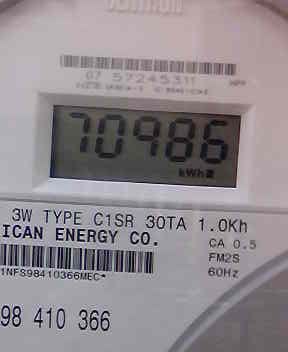 07 57245311
70986
kWh
3W TYPE C1SR 30TA 1.0Kh
ICAN ENERGY CO.
CA 0.5
FM2S
60Hz
1NFS98410366MEC*
98 410 366